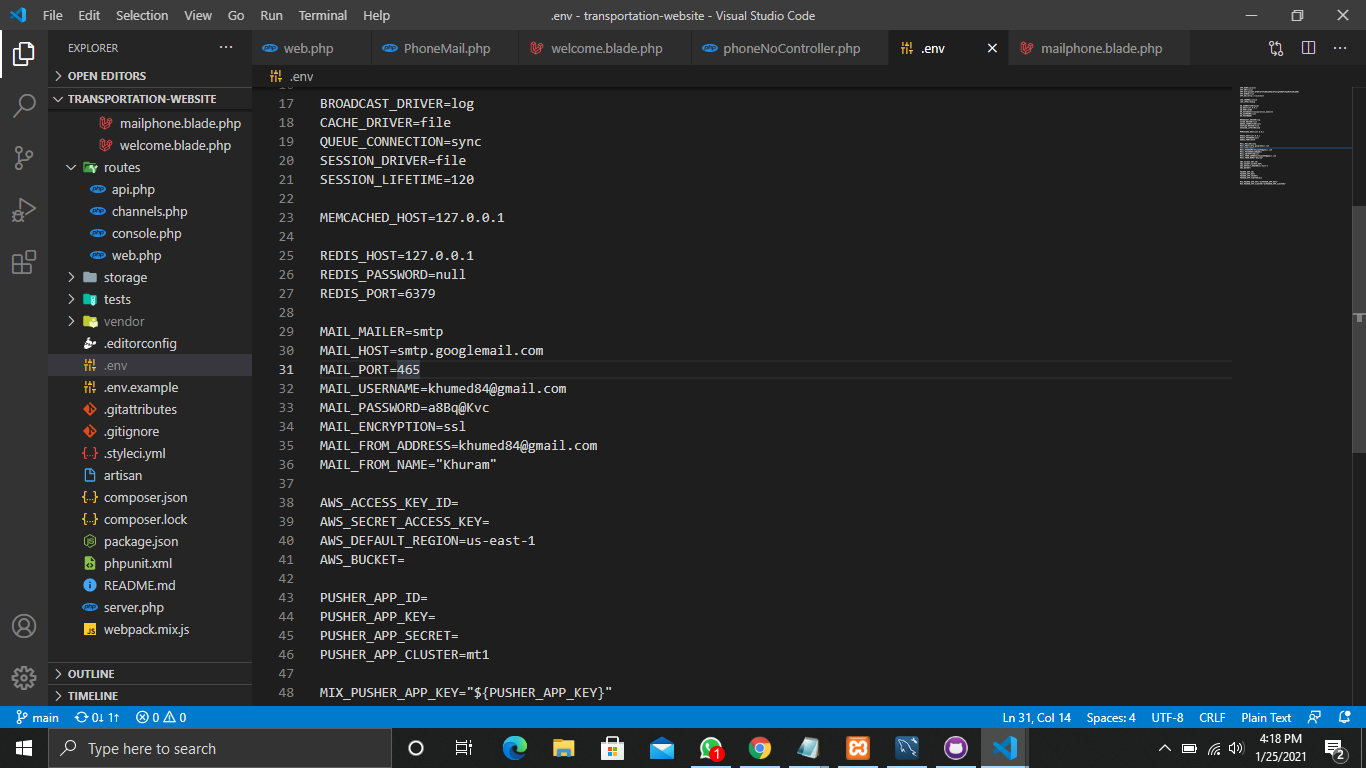 File Edit Selection View Go Run Terminal Help
.env - transportation-website - Visual Studio Code
EXPLORER
OPEN EDITORS
TRANSPORTATION-WEBSITE
mailphone.blade.php
welcome.blade.php
routes
api.php
channels.php
console.php
web.php
storage
tests
vendor
.editorconfig
.env
.env.example
.gitattributes
.gitignore
.styleci.yml
artisan
composer.json
composer.lock
package.json
phpunit.xml
README.md
server.php
webpack.mix.js
OUTLINE
TIMELINE
web.php PhoneMail.php welcome.blade.php phoneNoController.php .env mailphone.blade.php
.env
17 BROADCAST_DRIVER=log
18 CACHE_DRIVER=file
19 QUEUE_CONNECTION=sync
20 SESSION_DRIVER=file
21 SESSION_LIFETIME=120
22
23 MEMCACHED_HOST=127.0.0.1
24
25 REDIS_HOST=127.0.0.1
26 REDIS_PASSWORD=null
27 REDIS_PORT=6379
28
29 MAIL_MAILER=smtp
30 MAIL_HOST=smtp.googlemail.com
31 MAIL_PORT=465
32 MAIL_USERNAME=khumed84@gmail.com
33 MAIL_PASSWORD=a8Bq@Kvc
34 MAIL_ENCRYPTION=ssl
35 MAIL_FROM_ADDRESS=khumed84@gmail.com
36 MAIL_FROM_NAME="Khuram"
37
38 AWS_ACCESS_KEY_ID=
39 AWS_SECRET_ACCESS_KEY=
40 AWS_DEFAULT_REGION=us-east-1
41 AWS_BUCKET=
42
43 PUSHER_APP_ID=
44 PUSHER_APP_KEY=
45 PUSHER_APP_SECRET=
46 PUSHER_APP_CLUSTER=mt1
47
48 MIX_PUSHER_APP_KEY="${PUSHER_APP_KEY}"
main 0↓ 1↑ 0 0 Ln 31, Col 14 Spaces: 4 UTF-8 CRLF Plain Text
Type here to search
1
4:18 PM
1/25/2021
2